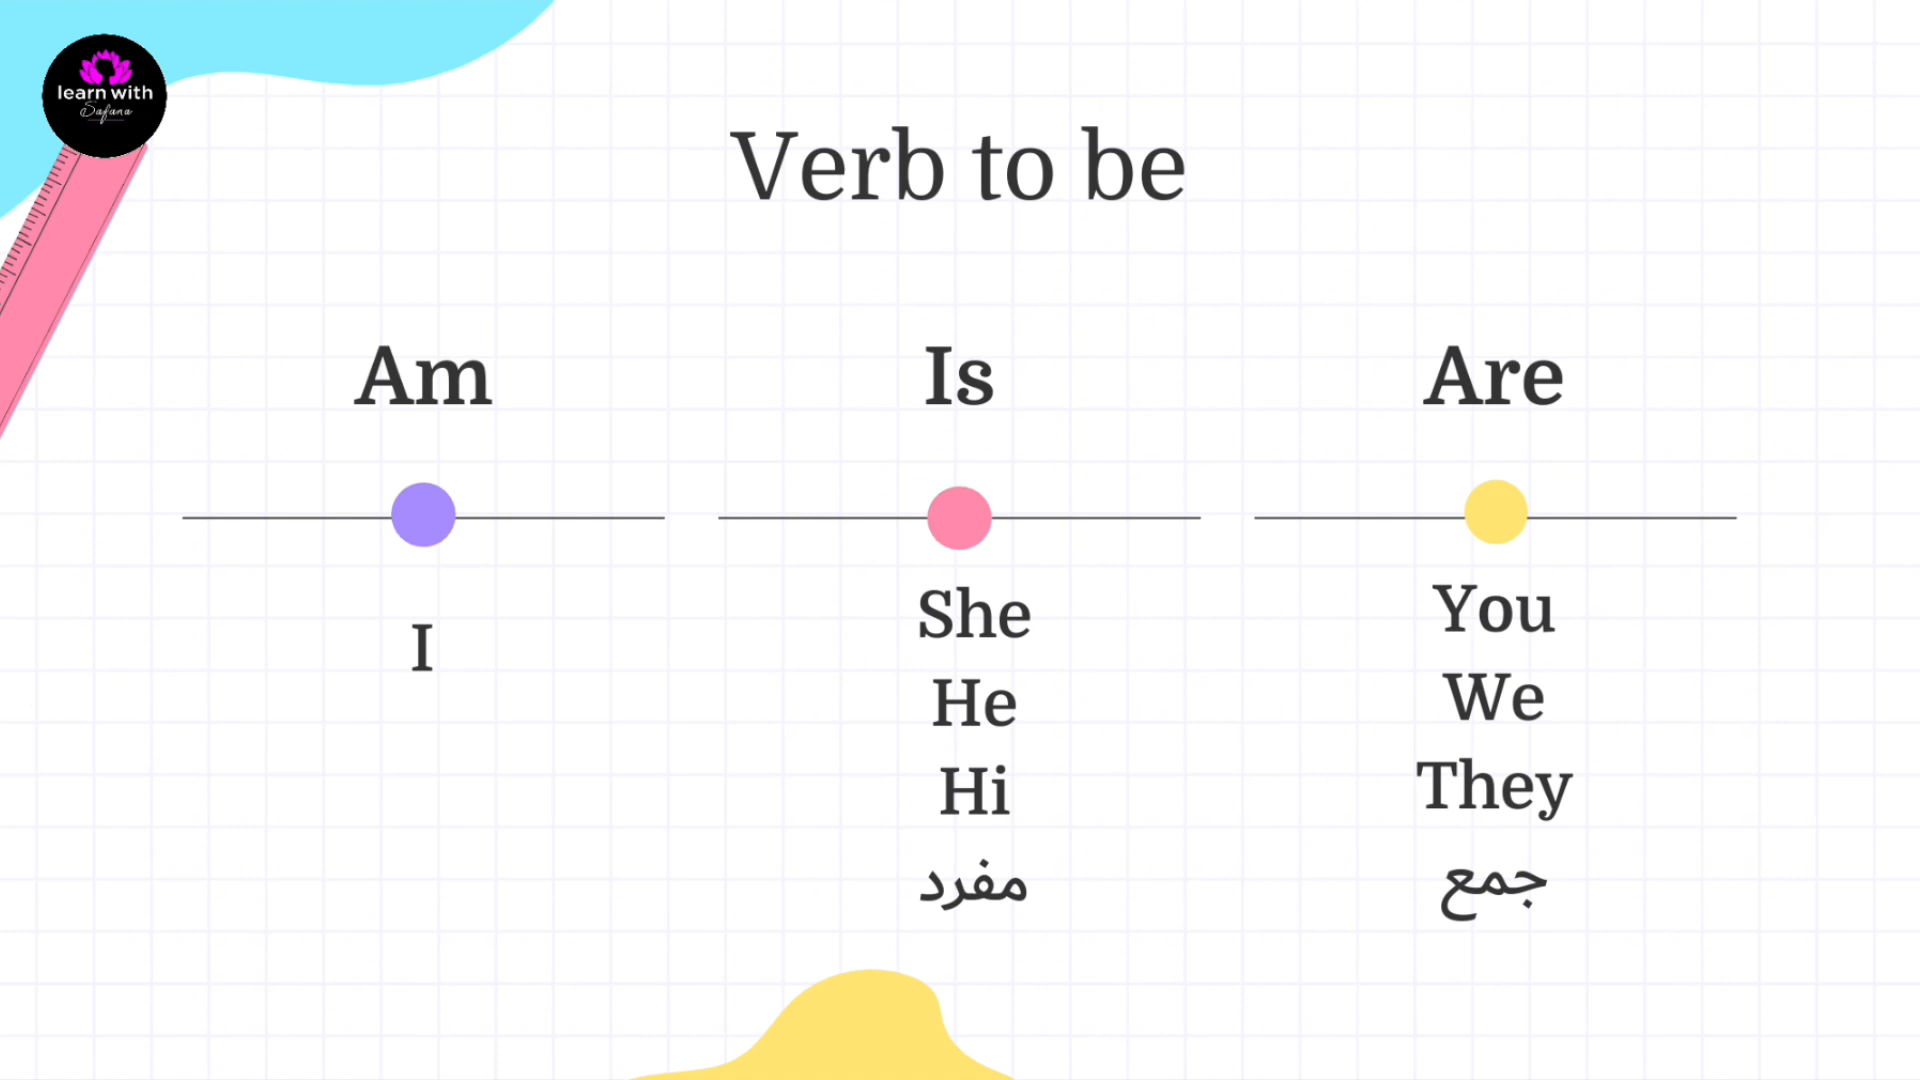 learn with
Safana
Verb to be
Am
Is
Are
I
She
He
Hi
مفرد
You
We
They
جمع